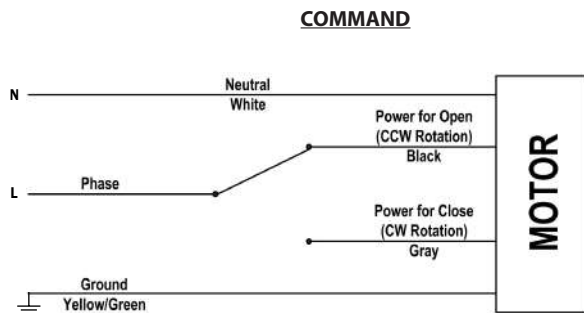 COMMAND
N
Neutral
White
Power for Open
(CCW Rotation)
Black
L
Phase
Power for Close
(CW Rotation)
Gray
Ground
Yellow/Green
MOTOR